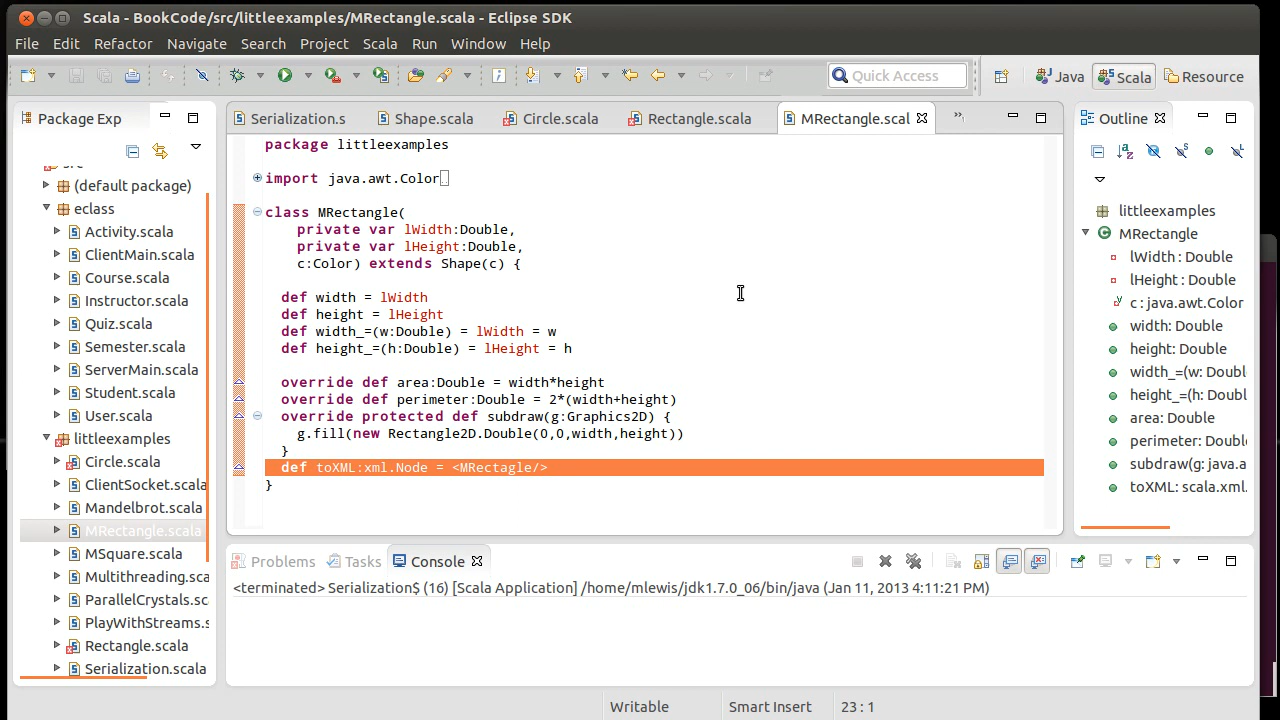 Scala - BookCode/src/littleexamples/MRectangle.scala - Eclipse SDK
File Edit Refactor Navigate Search Project Scala Run Window Help
Quick Access Java Scala Resource
Package Exp
src
(default package)
eclass
Activity.scala
ClientMain.scala
Course.scala
Instructor.scala
Quiz.scala
Semester.scala
ServerMain.scala
Student.scala
User.scala
littleexamples
Circle.scala
ClientSocket.scala
Mandelbrot.scala
MRectangle.scala
MSquare.scala
Multithreading.sca
ParallelCrystals.sc
PlayWithStreams.s
Rectangle.scala
Serialization.scala
Serialization.s Shape.scala Circle.scala Rectangle.scala MRectangle.scal
package littleexamples
import java.awt.Color
class MRectangle(
private var lWidth:Double,
private var lHeight:Double,
c:Color) extends Shape(c) {
def width = lWidth
def height = lHeight
def width_=(w:Double) = lWidth = w
def height_=(h:Double) = lHeight = h
override def area:Double = width*height
override def perimeter:Double = 2*(width+height)
override protected def subdraw(g:Graphics2D) {
g.fill(new Rectangle2D.Double(0,0,width,height))
}
def toXML:xml.Node = <MRectagle/>
}
Outline
littleexamples
MRectangle
lWidth : Double
lHeight : Double
c : java.awt.Color
width: Double
height: Double
width_=(w: Doubl
height_=(h: Doubl
area: Double
perimeter: Double
subdraw(g: java.a
toXML: scala.xml.
Problems Tasks Console
<terminated> Serialization$ (16) [Scala Application] /home/mlewis/jdk1.7.0_06/bin/java (Jan 11, 2013 4:11:21 PM)
Writable Smart Insert 23 : 1